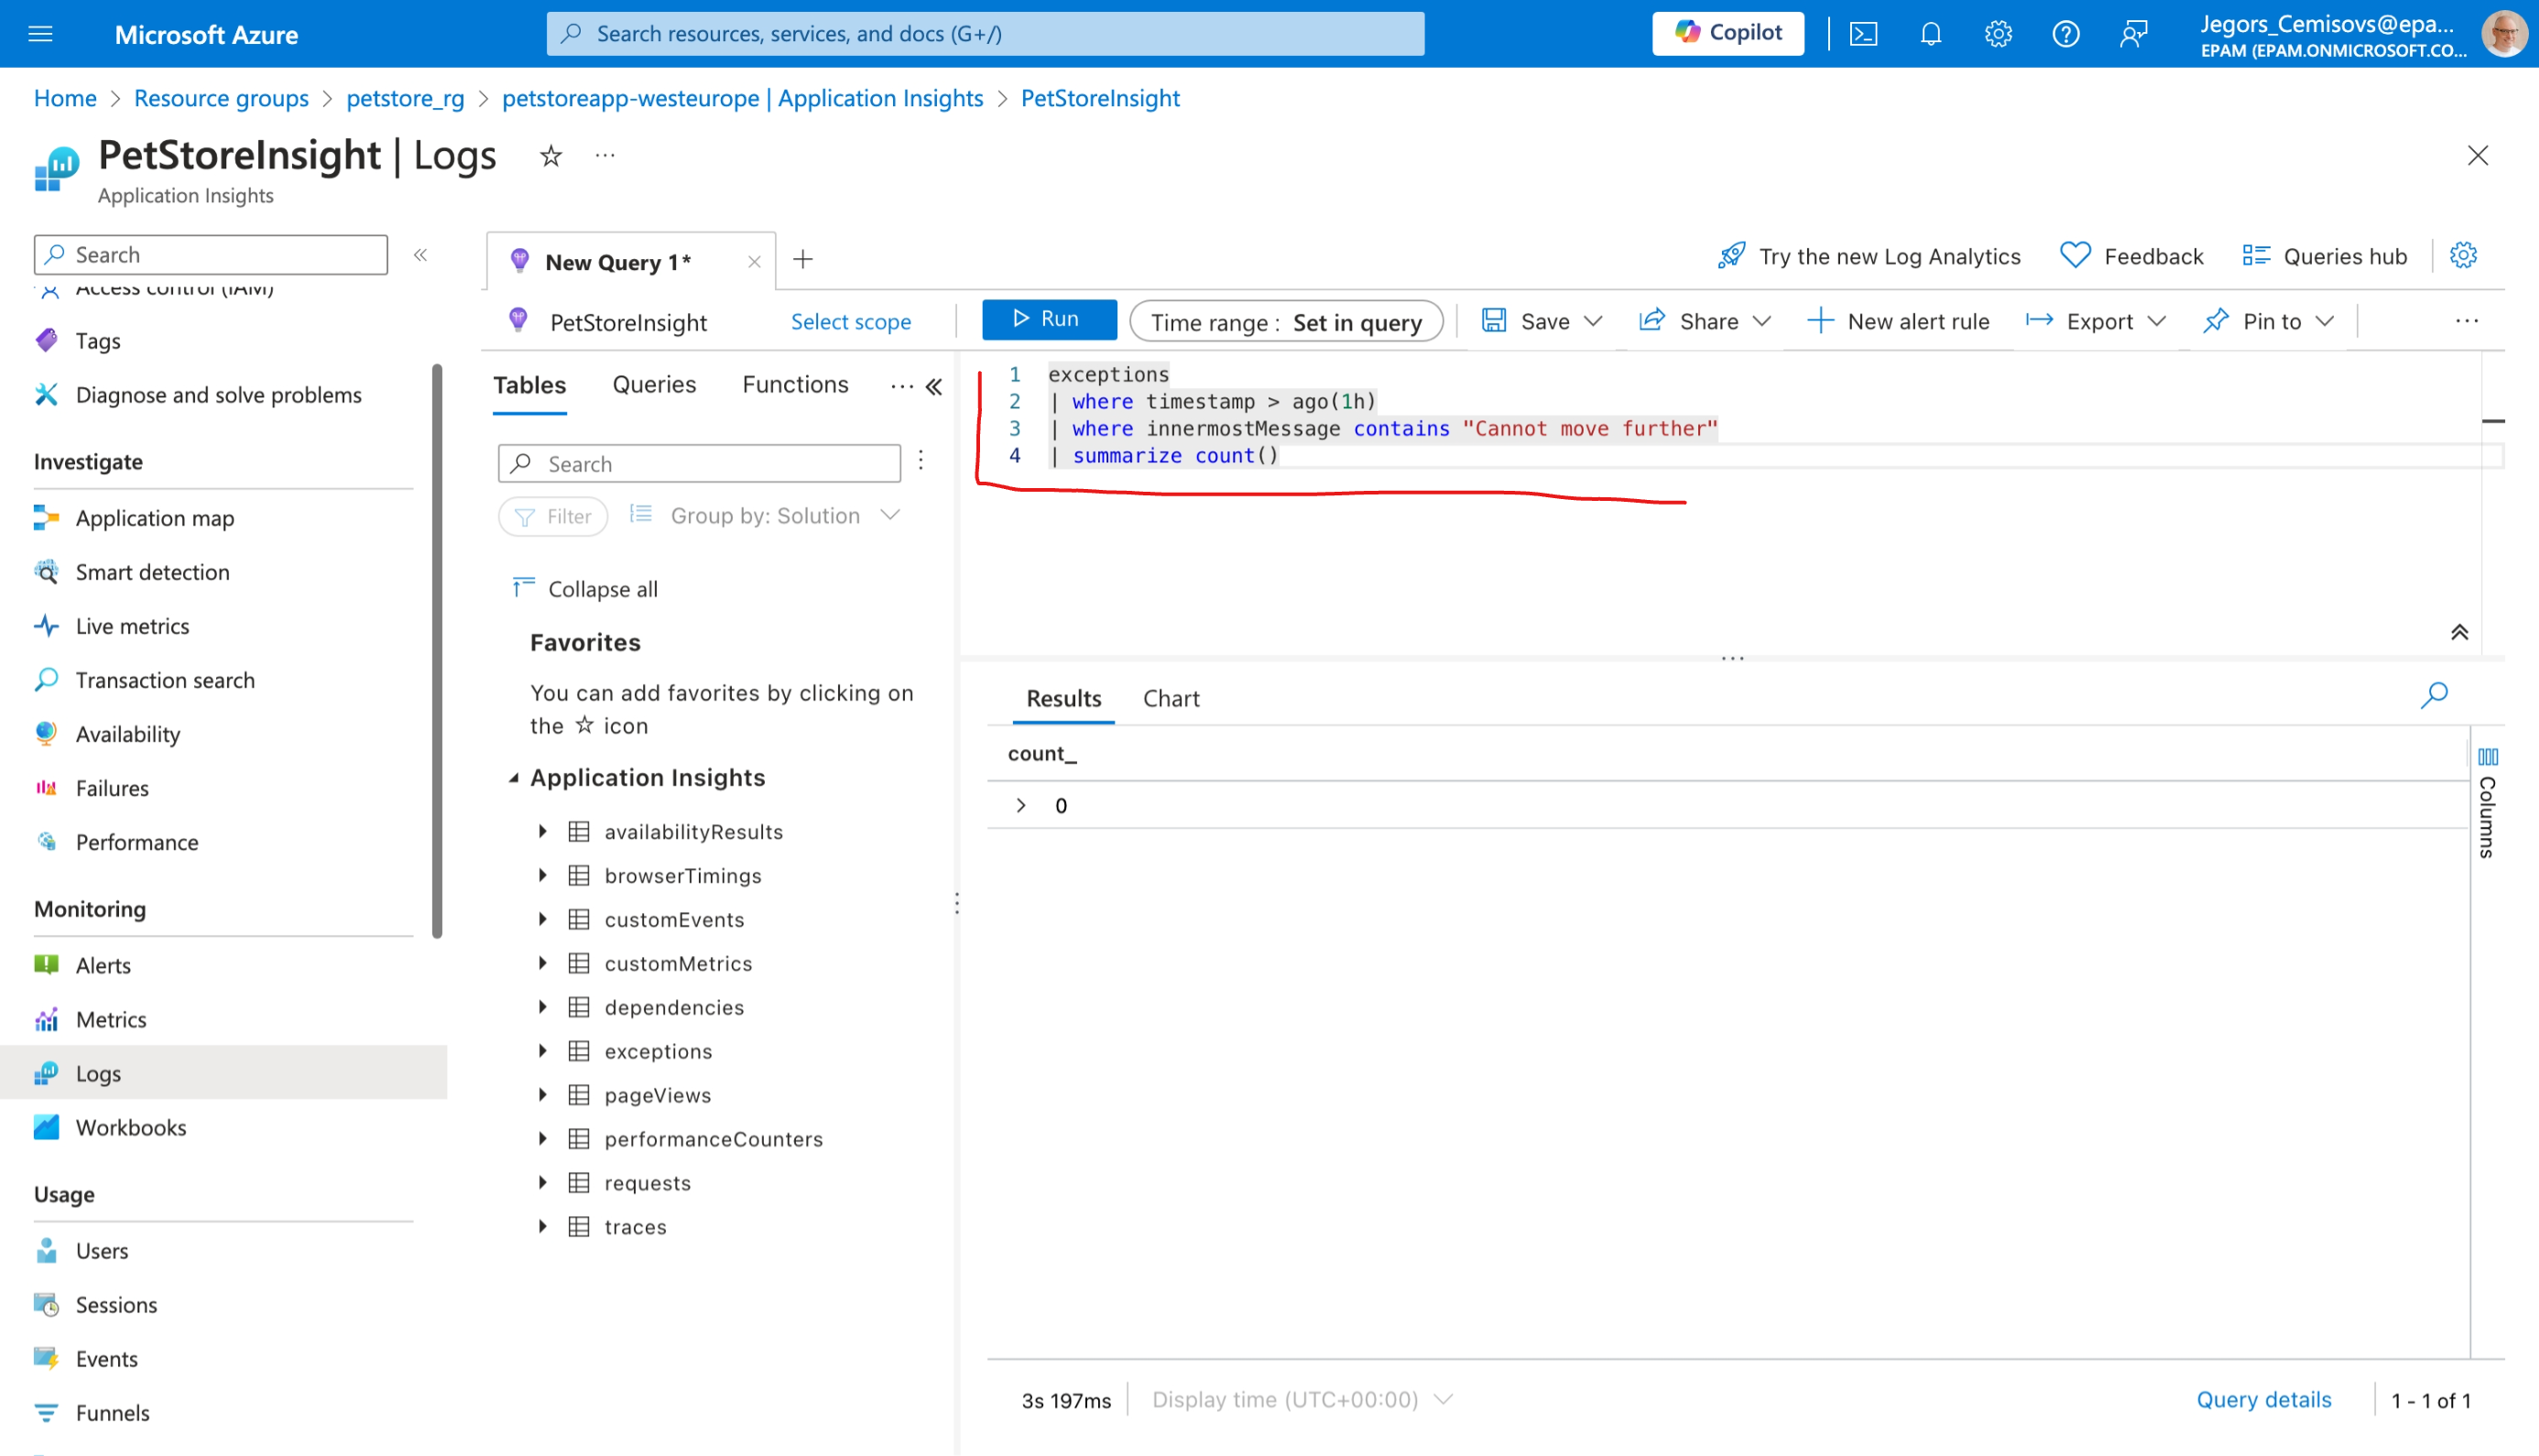 Microsoft Azure
Search resources, services, and docs (G+/)
Copilot
Jegors_Cemisovs@epa...
EPAM (EPAM.ONMICROSOFT.CO...
Home > Resource groups > petstore_rg > petstoreapp-westeurope | Application Insights > PetStoreInsight
PetStoreInsight | Logs
Application Insights
Search
Access control (IAM)
Tags
Diagnose and solve problems
Investigate
Application map
Smart detection
Live metrics
Transaction search
Availability
Failures
Performance
Monitoring
Alerts
Metrics
Logs
Workbooks
Usage
Users
Sessions
Events
Funnels
New Query 1*
Try the new Log Analytics
Feedback
Queries hub
PetStoreInsight
Select scope
Run
Time range : Set in query
Save
Share
New alert rule
Export
Pin to
Tables
Queries
Functions
Search
Filter
Group by: Solution
Collapse all
Favorites
You can add favorites by clicking on
the ☆ icon
Application Insights
availabilityResults
browserTimings
customEvents
customMetrics
dependencies
exceptions
pageViews
performanceCounters
requests
traces
1 exceptions
2 | where timestamp > ago(1h)
3 | where innermostMessage contains "Cannot move further"
4 | summarize count()
Results
Chart
count_
0
Columns
3s 197ms
Display time (UTC+00:00)
Query details
1 - 1 of 1